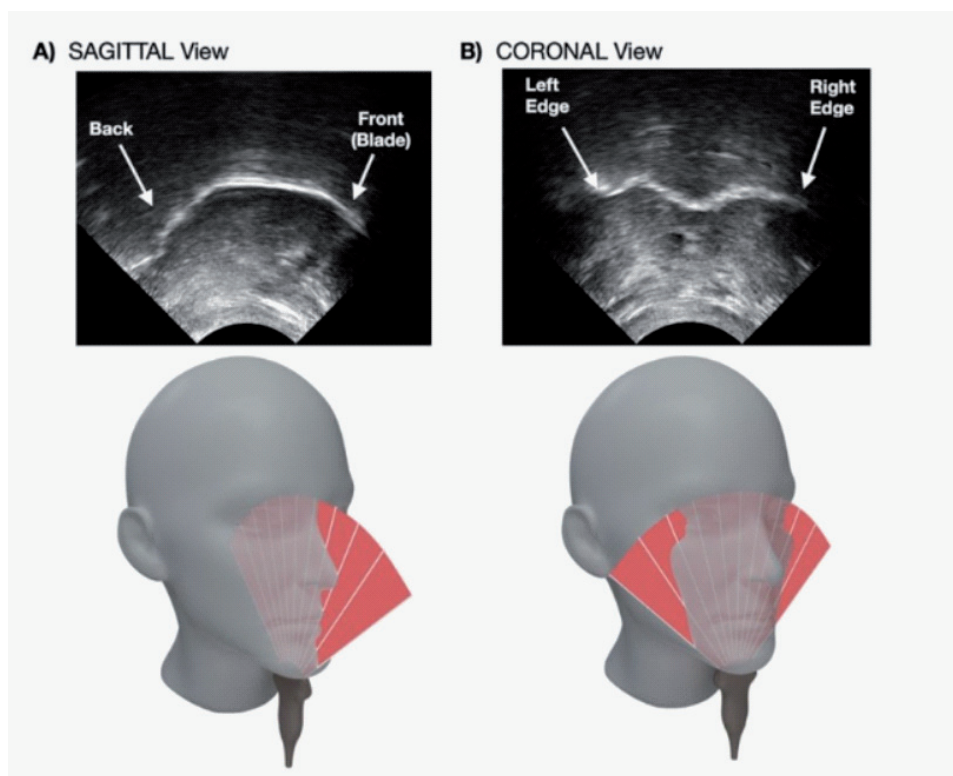 A) SAGITTAL View
Back
Front
(Blade)
B) CORONAL View
Left
Edge
Right
Edge